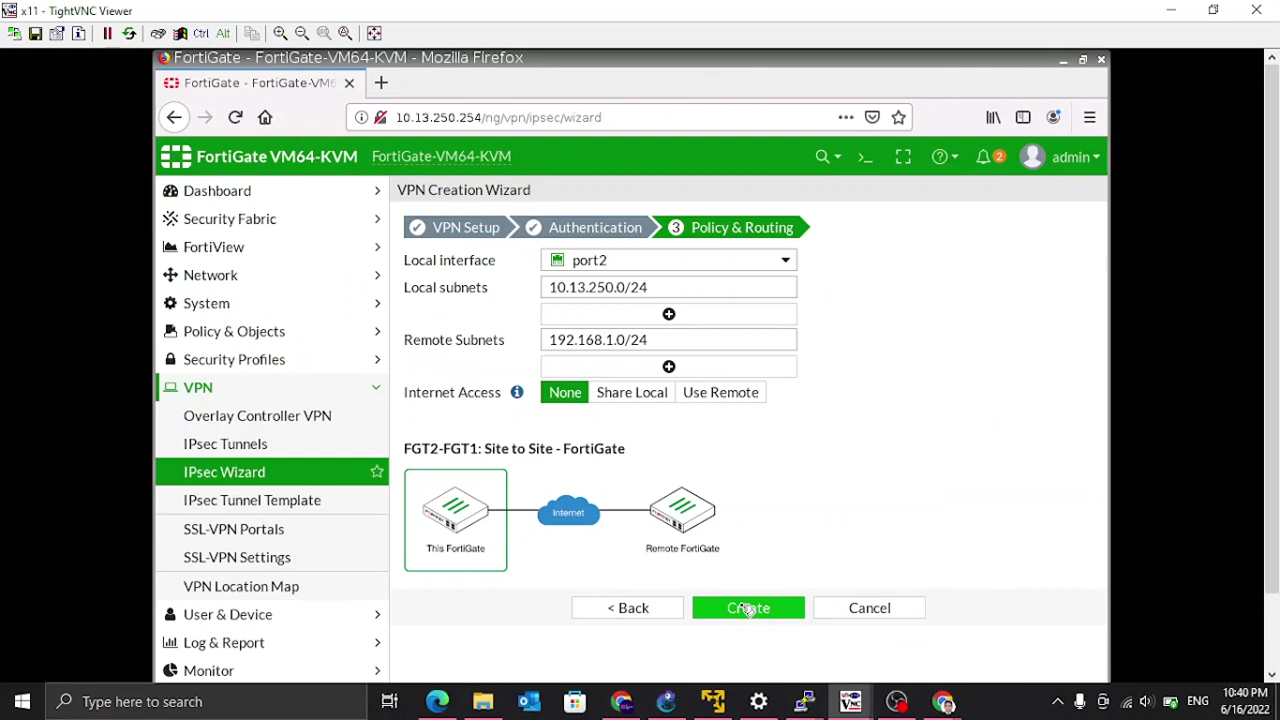 x11 - TightVNC Viewer
Ctrl Alt
FortiGate - FortiGate-VM64-KVM - Mozilla Firefox
FortiGate - FortiGate-VM6
10.13.250.254/ng/vpn/ipsec/wizard
FortiGate VM64-KVM FortiGate-VM64-KVM 2 admin
Dashboard
Security Fabric
FortiView
Network
System
Policy & Objects
Security Profiles
VPN
Overlay Controller VPN
IPsec Tunnels
IPsec Wizard
IPsec Tunnel Template
SSL-VPN Portals
SSL-VPN Settings
VPN Location Map
User & Device
Log & Report
Monitor
VPN Creation Wizard
VPN Setup Authentication 3 Policy & Routing
Local interface port2
Local subnets 10.13.250.0/24
Remote Subnets 192.168.1.0/24
Internet Access None Share Local Use Remote
FGT2-FGT1: Site to Site - FortiGate
Internet
This FortiGate Remote FortiGate
< Back Create Cancel
Type here to search
ENG
10:40 PM
6/16/2022